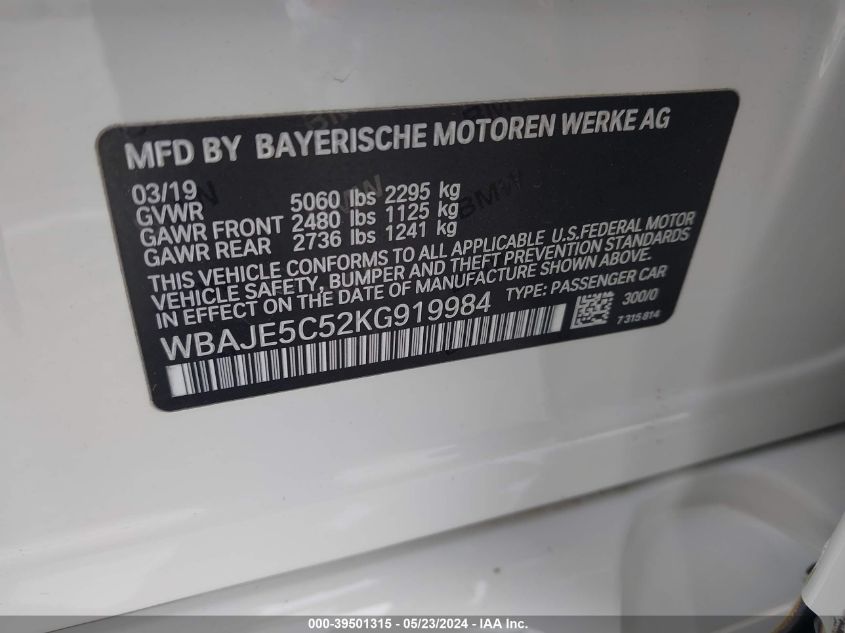 MFD BY BAYERISCHE MOTOREN WERKE AG
03/19
GVWR 5060 lbs 2295 kg
GAWR FRONT 2480 lbs 1125 kg
GAWR REAR 2736 lbs 1241 kg
THIS VEHICLE CONFORMS TO ALL APPLICABLE U.S.FEDERAL MOTOR
VEHICLE SAFETY, BUMPER AND THEFT PREVENTION STANDARDS
IN EFFECT ON THE DATE OF MANUFACTURE SHOWN ABOVE.
WBAJE5C52KG919984 TYPE: PASSENGER CAR
300/0
7315814
BMW
000-39501315 - 05/23/2024 - IAA Inc.